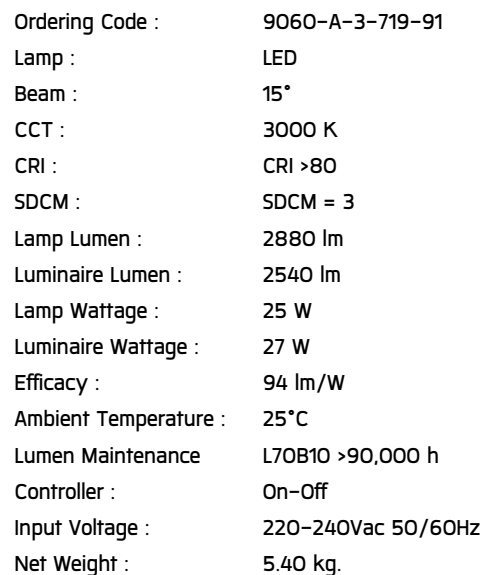 Ordering Code : 9060-A-3-719-91
Lamp : LED
Beam : 15°
CCT : 3000 K
CRI : CRI >80
SDCM : SDCM = 3
Lamp Lumen : 2880 lm
Luminaire Lumen : 2540 lm
Lamp Wattage : 25 W
Luminaire Wattage : 27 W
Efficacy : 94 lm/W
Ambient Temperature : 25°C
Lumen Maintenance L70B10 >90,000 h
Controller : On-Off
Input Voltage : 220-240Vac 50/60Hz
Net Weight : 5.40 kg.